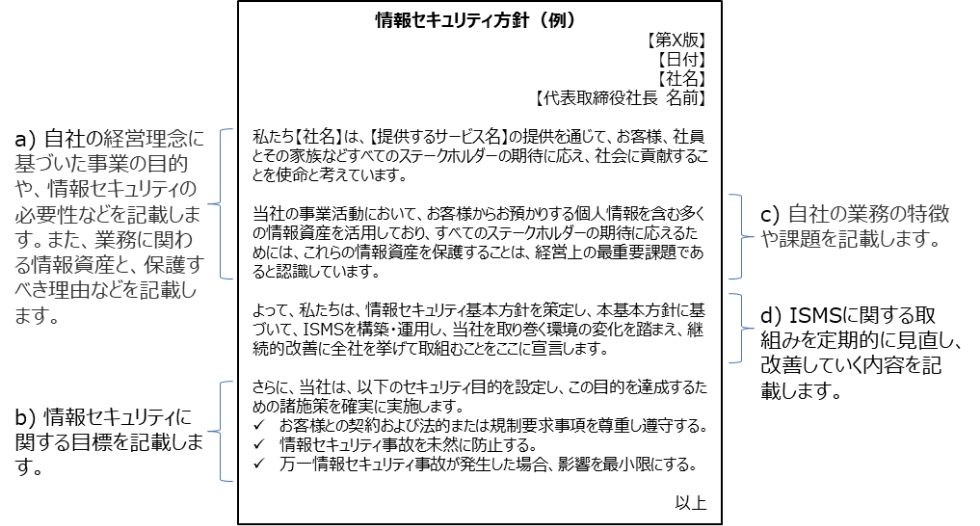 情報セキュリティ方針（例）
【第X版】
【日付】
【社名】
【代表取締役社長 名前】
a) 自社の経営理念に
基づいた事業の目的
や、情報セキュリティの
必要性などを記載しま
す。また、業務に関わ
る情報資産と、保護す
べき理由などを記載し
ます。
私たち【社名】は、【提供するサービス名】の提供を通じて、お客様、社員
とその家族などすべてのステークホルダーの期待に応え、社会に貢献するこ
とを使命と考えています。
当社の事業活動において、お客様からお預かりする個人情報を含む多く
の情報資産を活用しており、すべてのステークホルダーの期待に応えるた
めには、これらの情報資産を保護することは、経営上の最重要課題であ
ると認識しています。
c) 自社の業務の特徴
や課題を記載します。
よって、私たちは、情報セキュリティ基本方針を策定し、本基本方針に基
づいて、ISMSを構築・運用し、当社を取り巻く環境の変化を踏まえ、継
続的改善に全社を挙げて取組むことをここに宣言します。
d) ISMSに関する取
組みを定期的に見直し、
改善していく内容を記
載します。
b) 情報セキュリティに
関する目標を記載しま
す。
さらに、当社は、以下のセキュリティ目的を設定し、この目的を達成するた
めの諸施策を確実に実施します。
✓ お客様との契約および法的または規制要求事項を尊重し遵守する。
✓ 情報セキュリティ事故を未然に防止する。
✓ 万一情報セキュリティ事故が発生した場合、影響を最小限にする。
以上